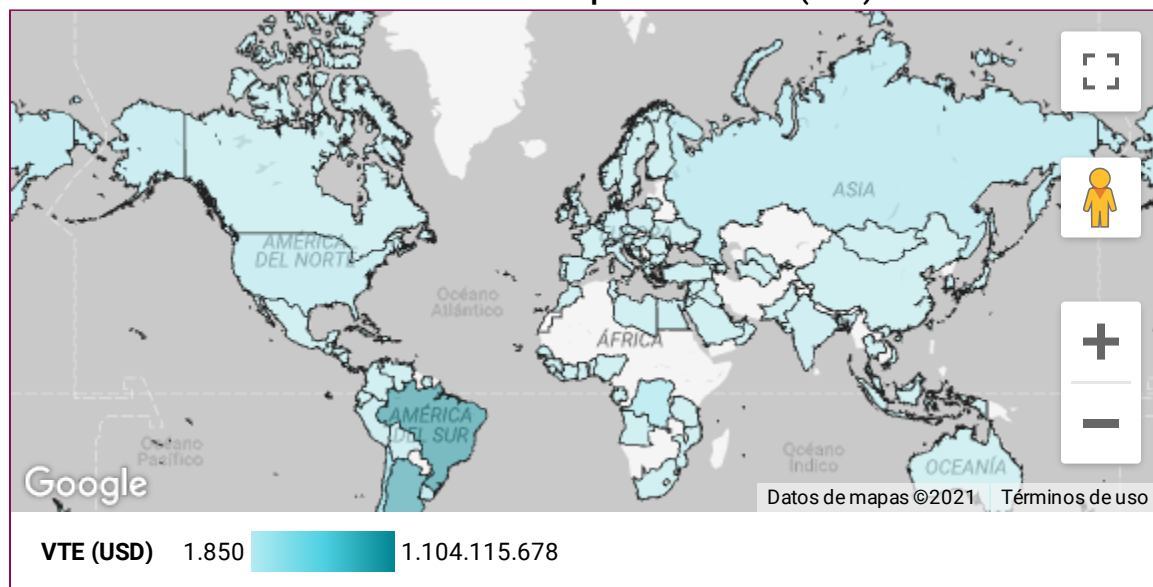 ASIA
AMÉRICA
DEL NORTE
EUROPA
Océano
Atlántico
ÁFRICA
AMÉRICA
DEL SUR
Océano
Pacífico
Océano
Índico
OCEANÍA
Google
Datos de mapas ©2021 Términos de uso
VTE (USD) 1.850 1.104.115.678